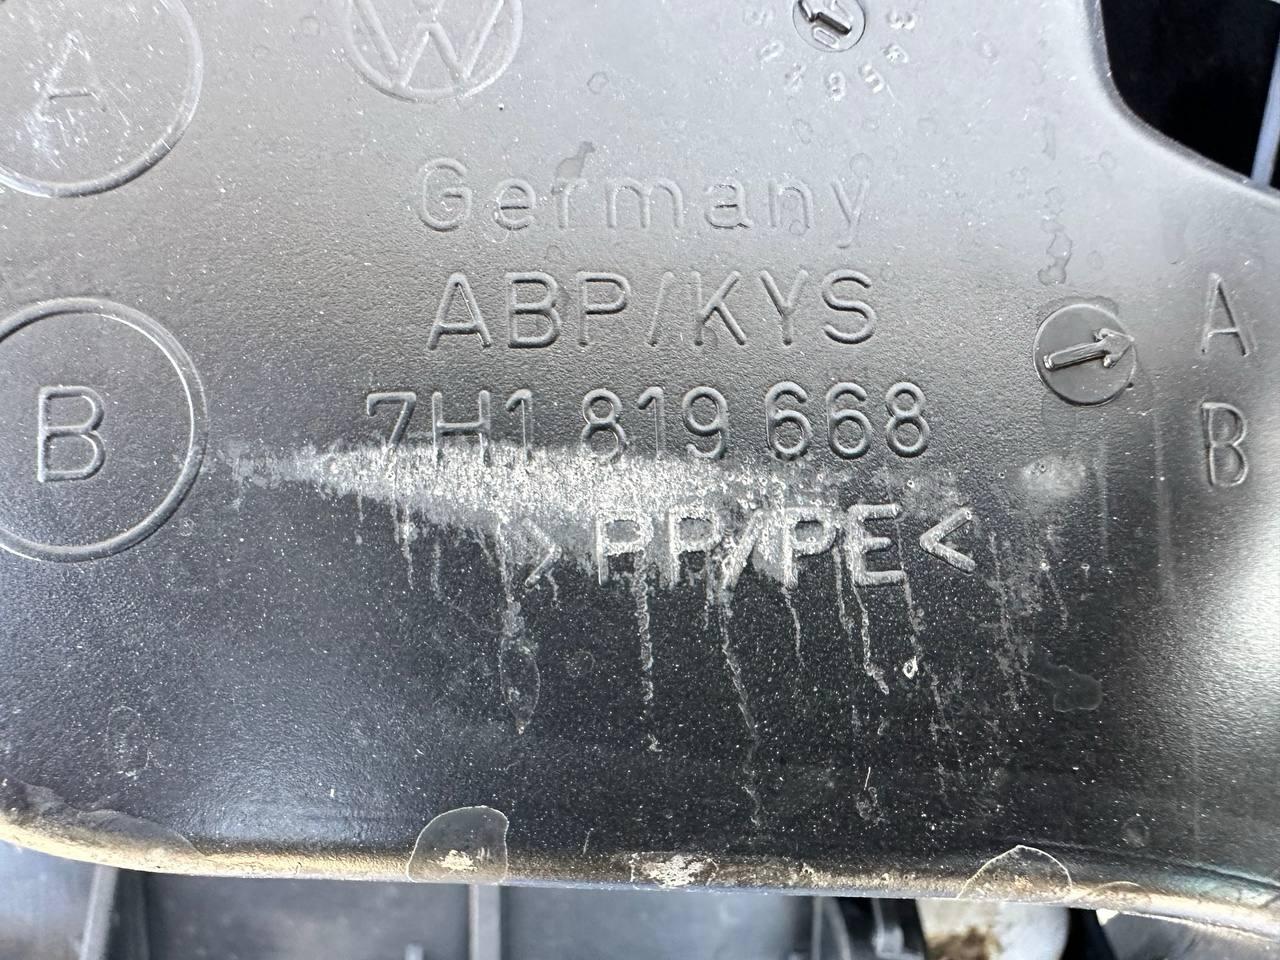 A
Germany
ABP/KYS
A
7H1 819 668
B
B
>PP/PE<